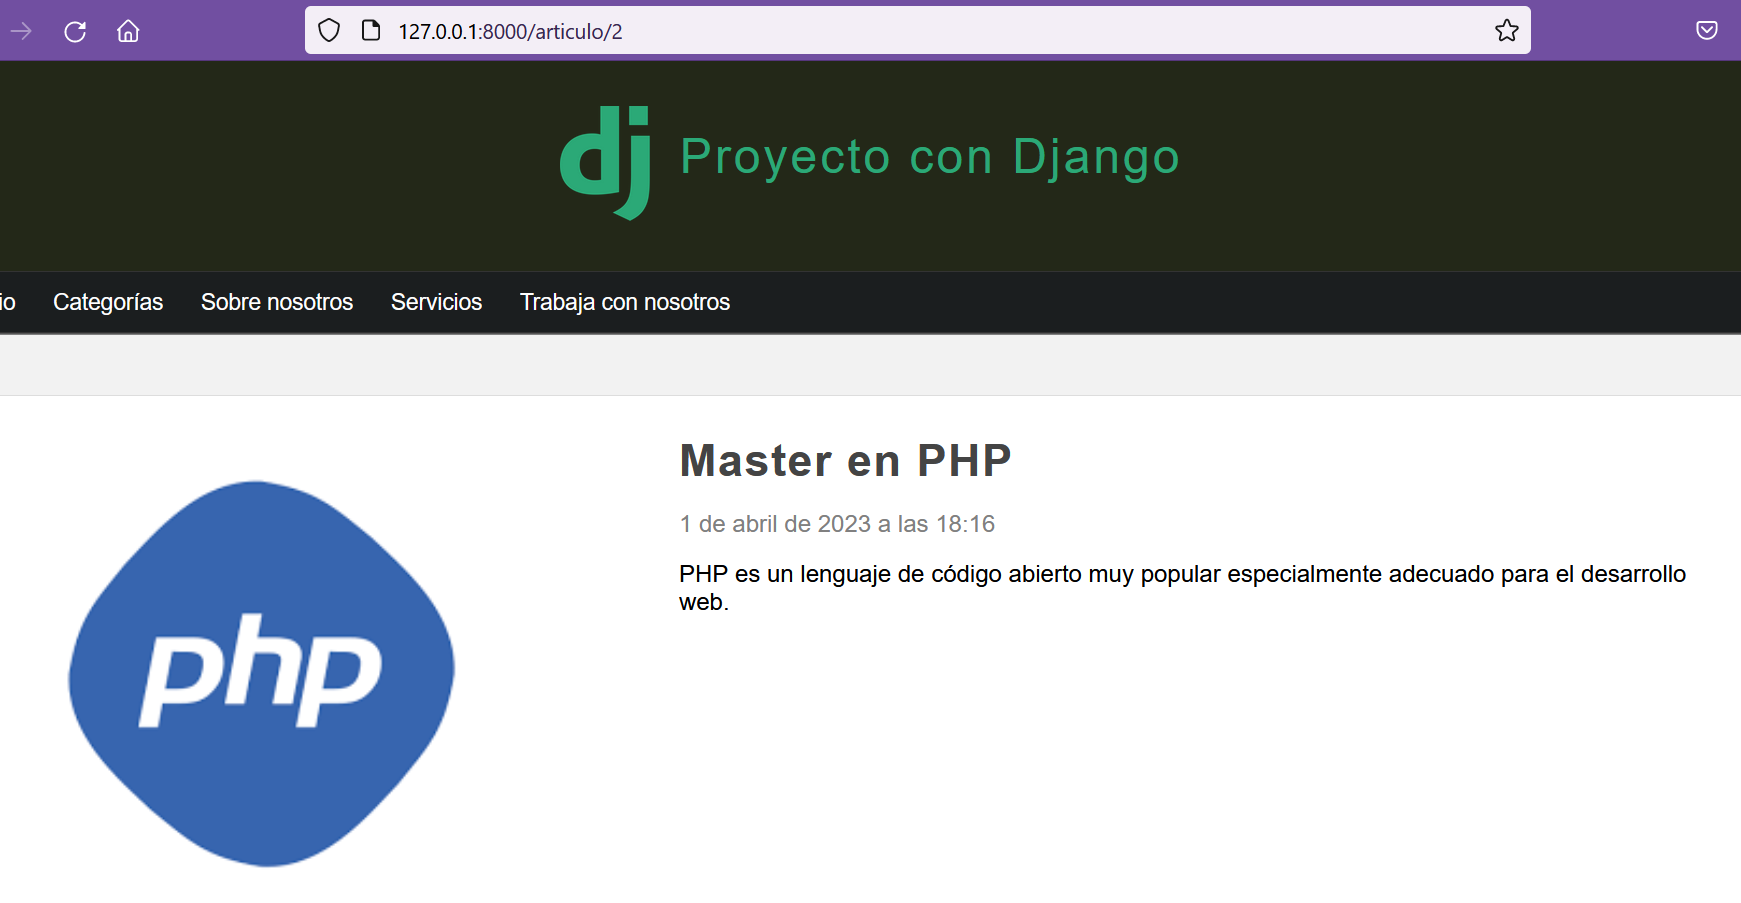 127.0.0.1:8000/articulo/2
dj Proyecto con Django
io Categorías Sobre nosotros Servicios Trabaja con nosotros
Master en PHP
1 de abril de 2023 a las 18:16
PHP es un lenguaje de código abierto muy popular especialmente adecuado para el desarrollo
web.
php